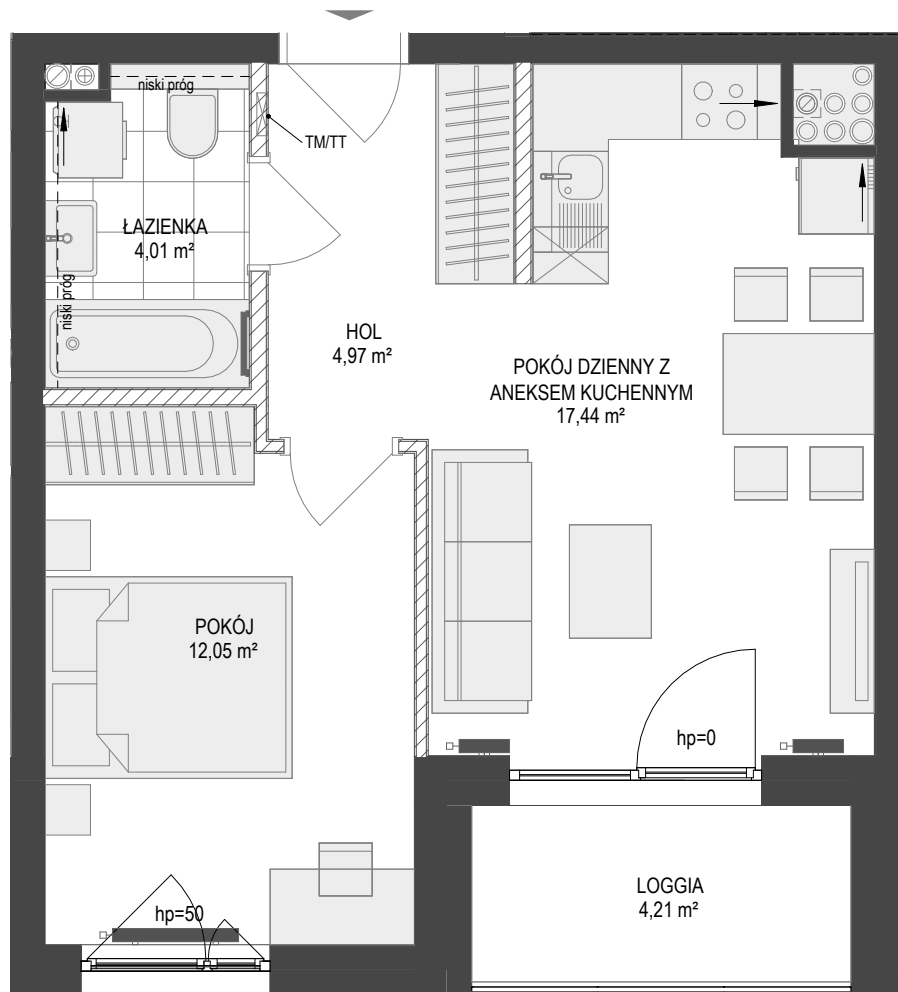 niski próg
TM/TT
ŁAZIENKA
4,01 m²
niski próg
HOL
4,97 m²
POKÓJ DZIENNY Z
ANEKSEM KUCHENNYM
17,44 m²
POKÓJ
12,05 m²
hp=0
hp=50
LOGGIA
4,21 m²